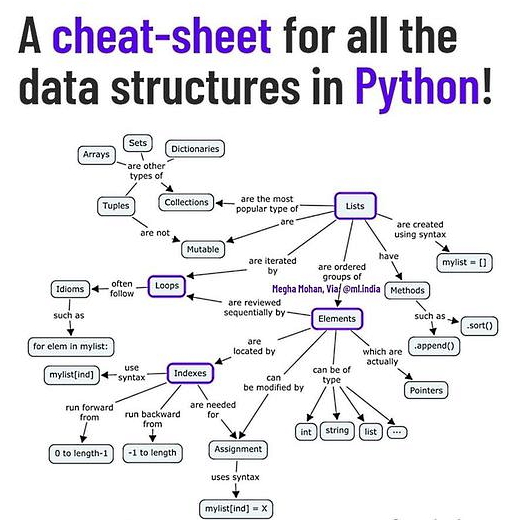 A cheat-sheet for all the
data structures in Python!
Sets
Arrays
Dictionaries
are other
types of
Tuples
Collections
are the most
popular type of
Lists
are not
Mutable
are
are created
using syntax
mylist = []
are iterated
by
are ordered
groups of
have
Megha Mohan, Via/ @ml.india
Idioms
often
follow
Loops
are reviewed
sequentially by
Methods
such as
such as
.sort()
.append()
Elements
for elem in mylist:
are
located by
which are
actually
mylist[ind]
use
syntax
Indexes
can
be modified by
can be of
type
Pointers
run forward
from
run backward
from
are needed
for
int
string
list
...
0 to length-1
-1 to length
Assignment
uses syntax
mylist[ind] = X